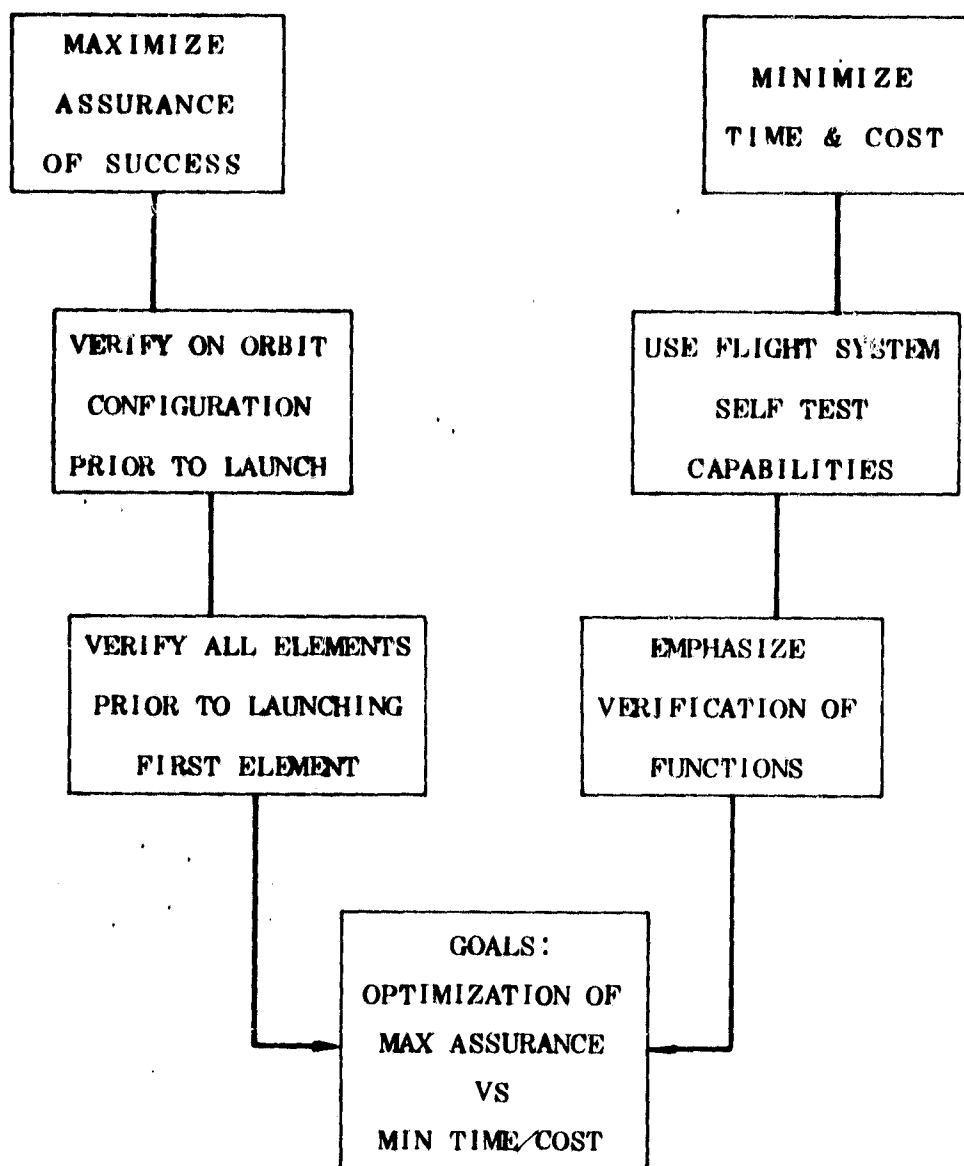 MAXIMIZE
ASSURANCE
OF SUCCESS
MINIMIZE
TIME & COST
VERIFY ON ORBIT
CONFIGURATION
PRIOR TO LAUNCH
USE FLIGHT SYSTEM
SELF TEST
CAPABILITIES
VERIFY ALL ELEMENTS
PRIOR TO LAUNCHING
FIRST ELEMENT
EMPHASIZE
VERIFICATION OF
FUNCTIONS
GOALS:
OPTIMIZATION OF
MAX ASSURANCE
VS
MIN TIME/COST